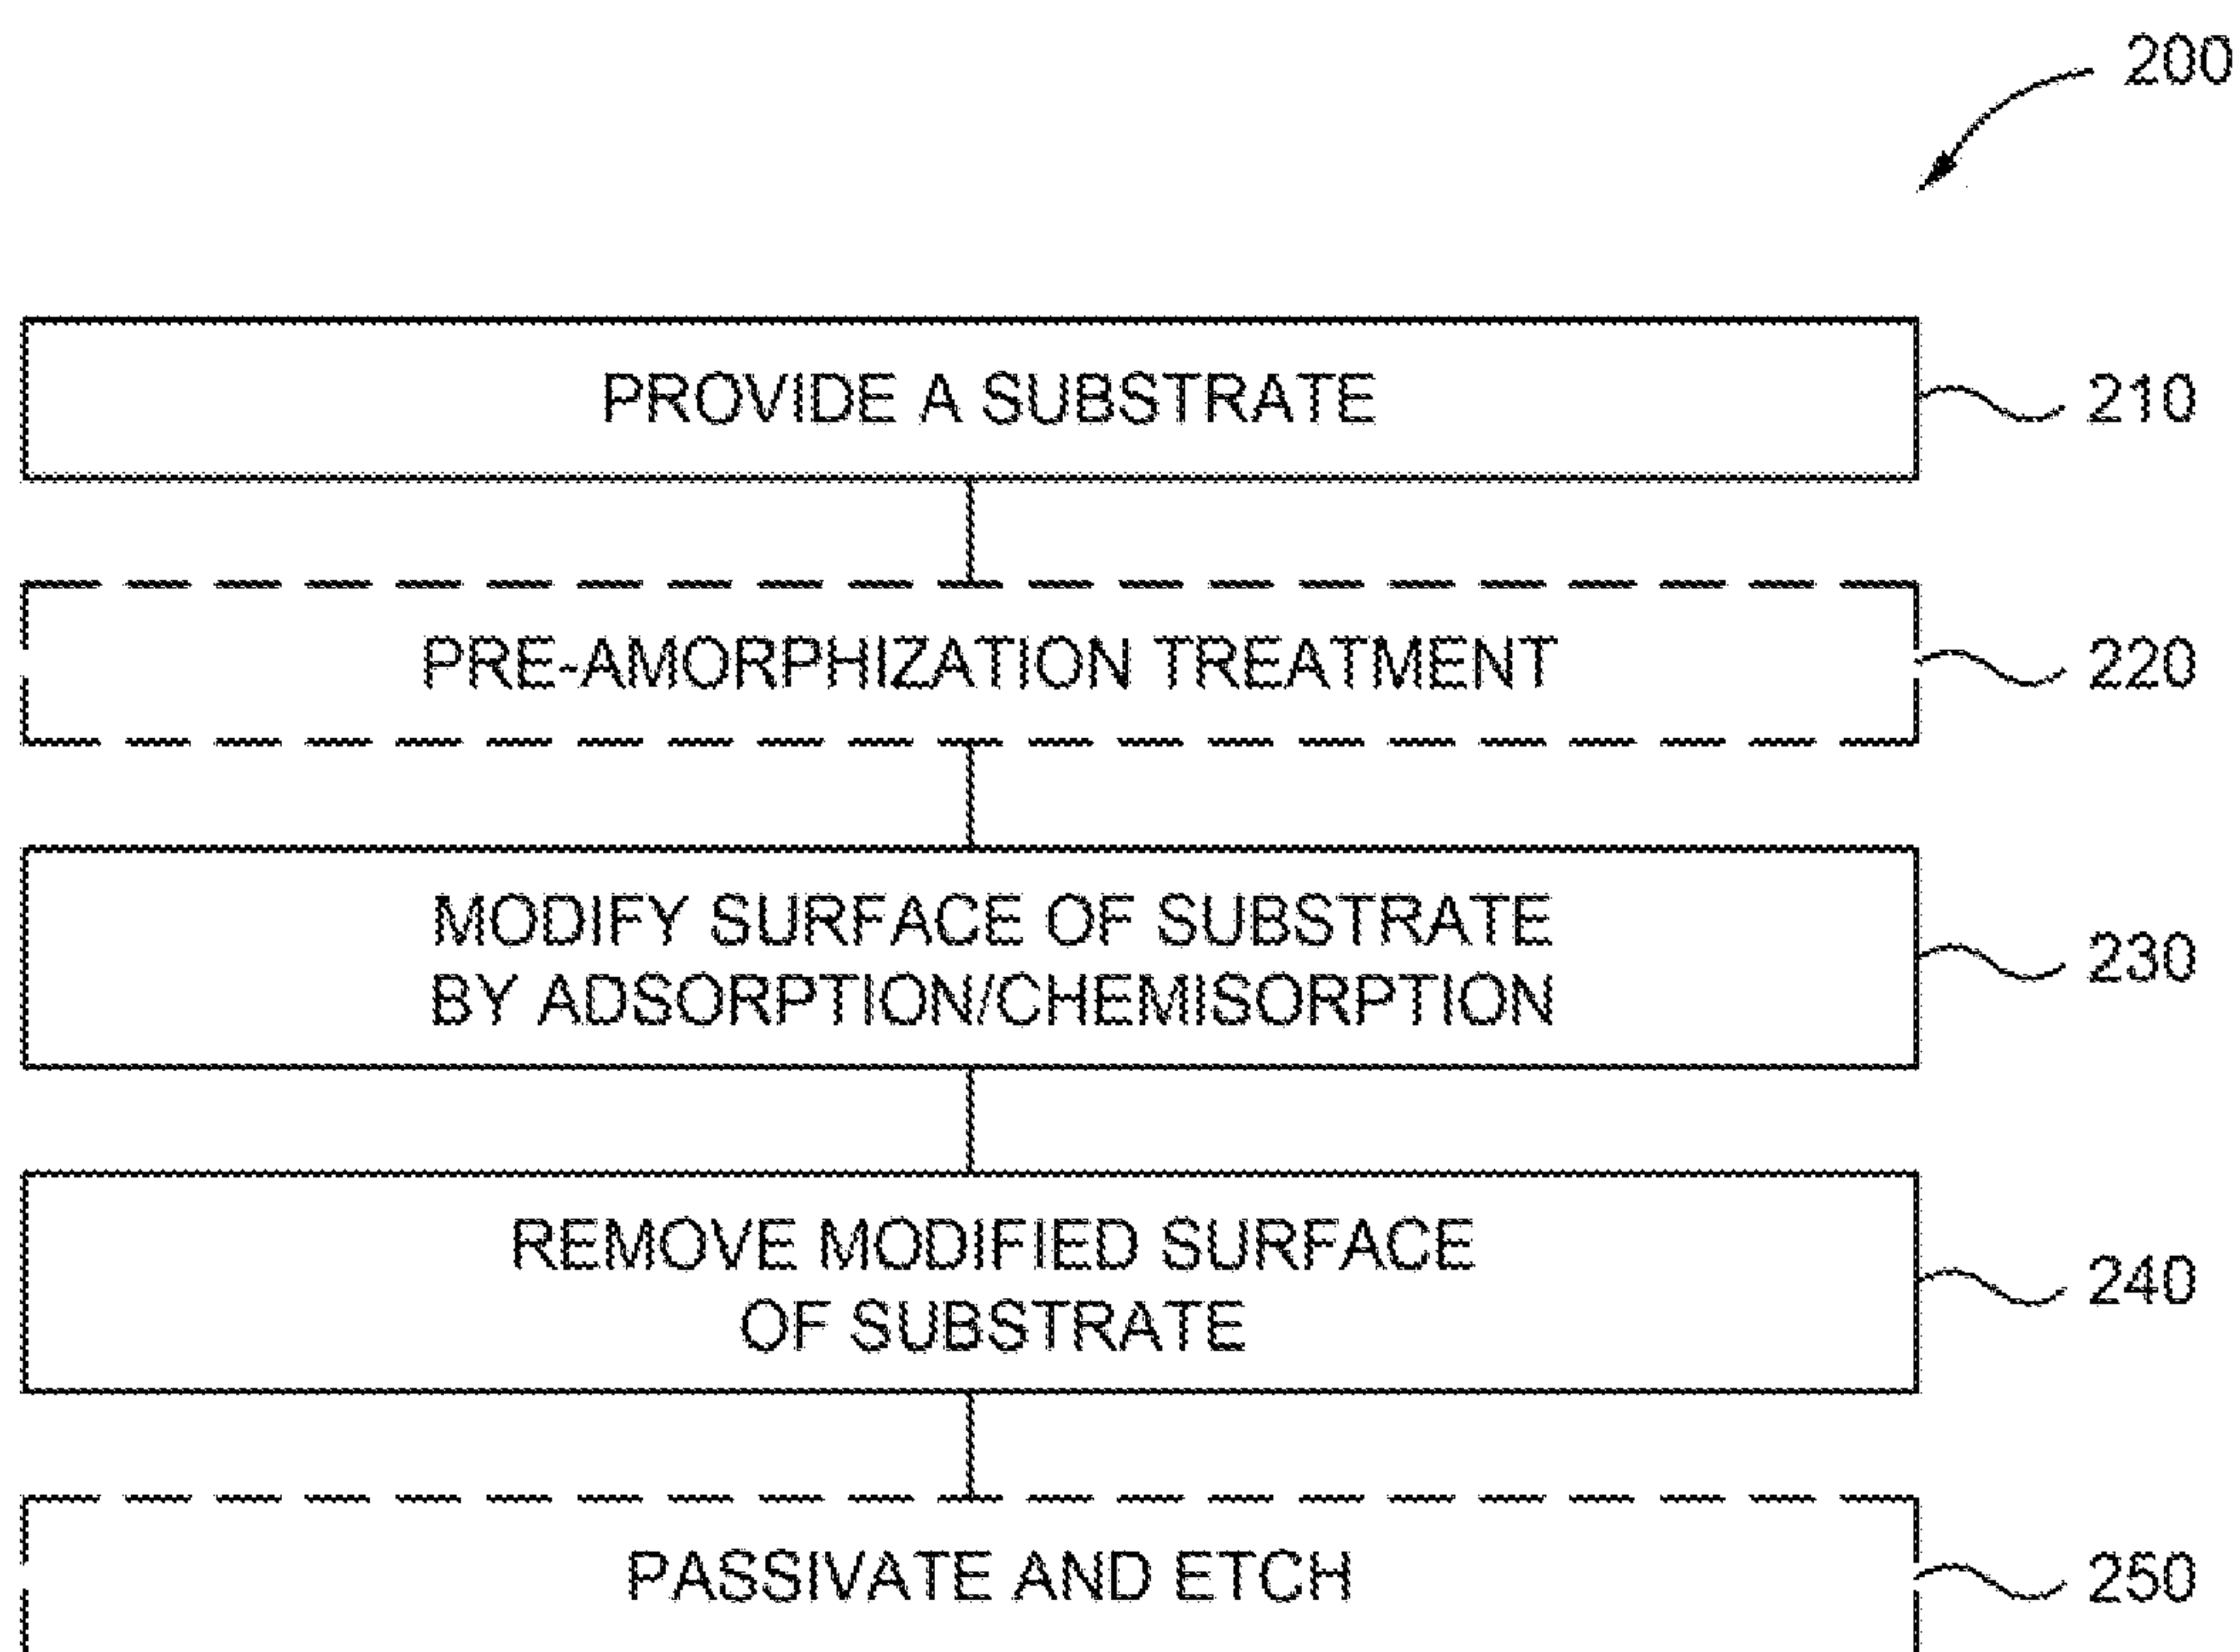 200
PROVIDE A SUBSTRATE
210
PRE-AMORPHIZATION TREATMENT
220
MODIFY SURFACE OF SUBSTRATE
BY ADSORPTION/CHEMISORPTION
230
REMOVE MODIFIED SURFACE
OF SUBSTRATE
240
PASSIVATE AND ETCH
250